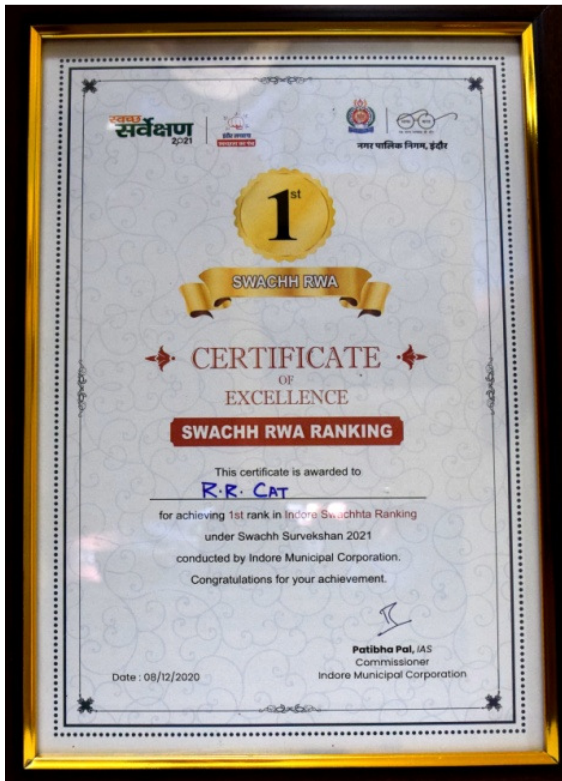 स्वच्छ
सर्वेक्षण
2021
नगर पालिक निगम, इंदौर
1st
SWACHH RWA
CERTIFICATE
OF
EXCELLENCE
SWACHH RWA RANKING
This certificate is awarded to
R.R. CAT
for achieving 1st rank in Indore Swachhta Ranking
under Swachh Survekshan 2021
conducted by Indore Municipal Corporation.
Congratulations for your achievement.
Patibha Pal, IAS
Commissioner
Indore Municipal Corporation
Date : 08/12/2020